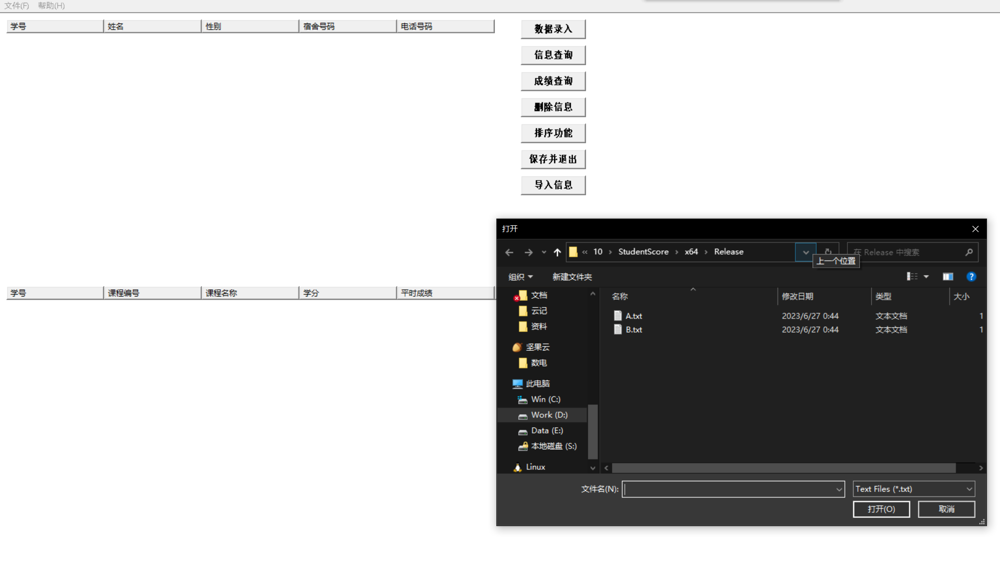 文件(F) 帮助(H)
学号 姓名 性别 宿舍号码 电话号码
数据录入
信息查询
成绩查询
删除信息
排序功能
保存并退出
导入信息
学号 课程编号 课程名称 学分 平时成绩
打开
« 10 › StudentScore › x64 › Release
在 Release 中搜索
上一个位置
组织 新建文件夹
名称 修改日期 类型 大小
A.txt 2023/6/27 0:44 文本文档 1
B.txt 2023/6/27 0:44 文本文档 1
文档
云记
资料
坚果云
数电
此电脑
Win (C:)
Work (D:)
Data (E:)
本地磁盘 (S:)
Linux
文件名(N): Text Files (*.txt)
打开(O) 取消